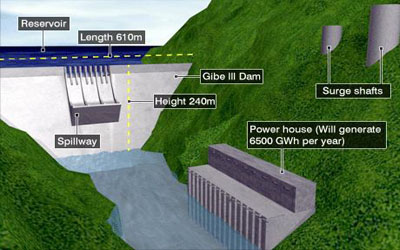 Reservoir
Length 610m
Gibe III Dam
Surge shafts
Height 240m
Power house (Will generate
6500 GWh per year)
Spillway